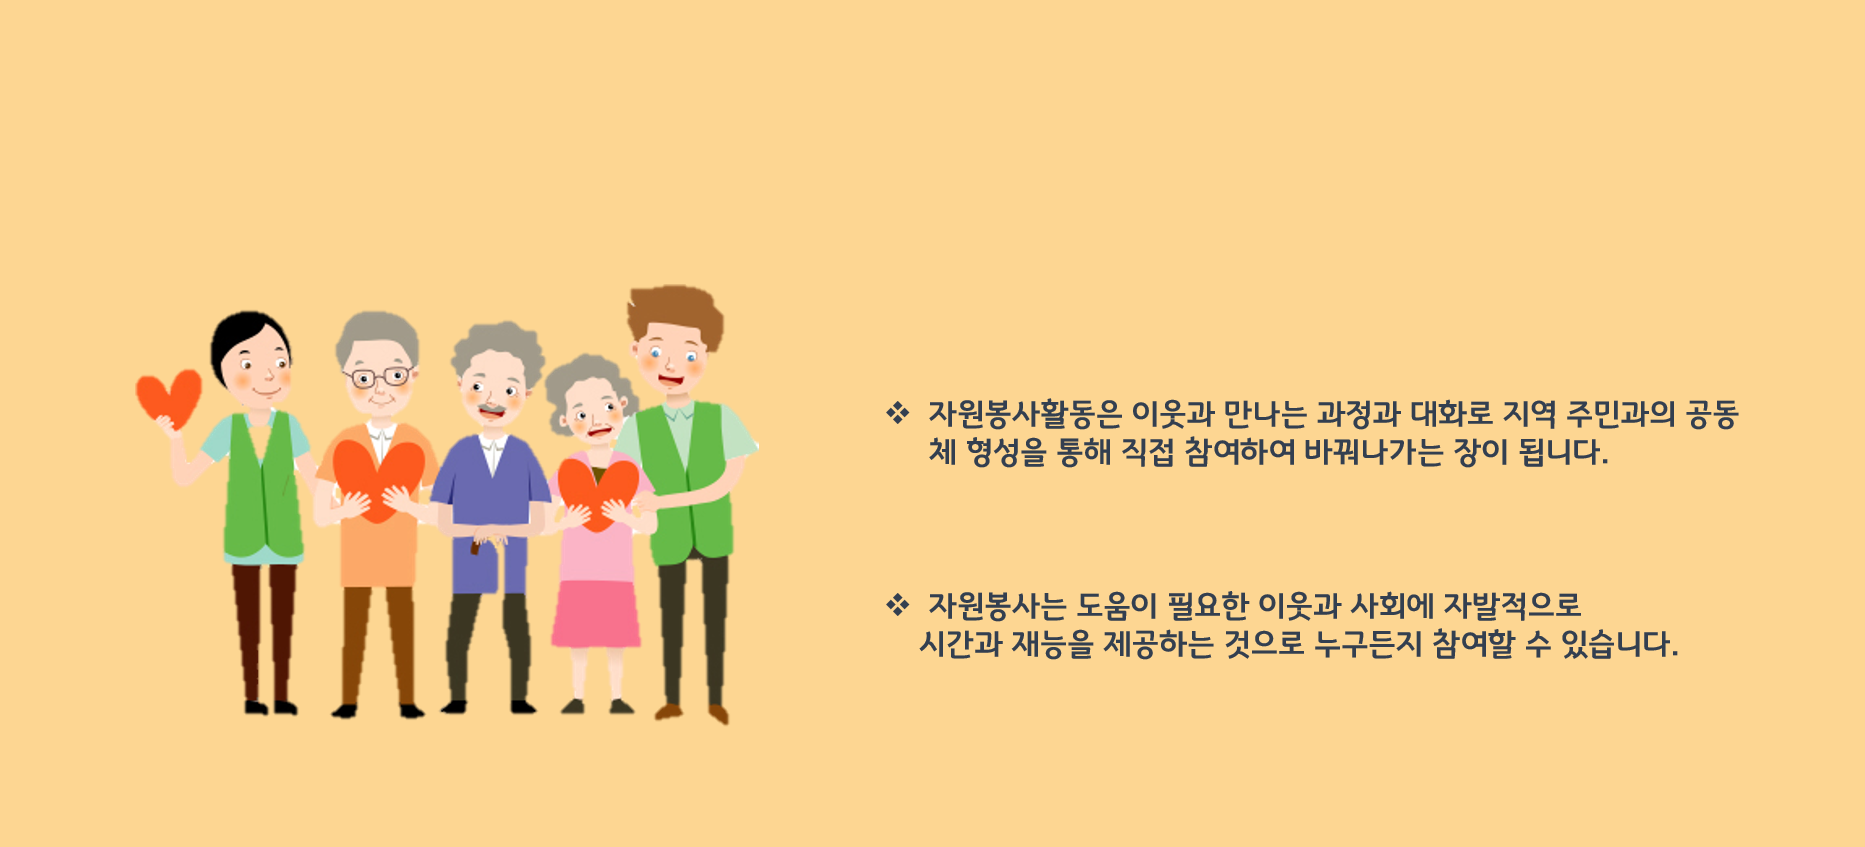 ❖ 자원봉사활동은 이웃과 만나는 과정과 대화로 지역 주민과의 공동
체 형성을 통해 직접 참여하여 바꿔나가는 장이 됩니다.
❖ 자원봉사는 도움이 필요한 이웃과 사회에 자발적으로
시간과 재능을 제공하는 것으로 누구든지 참여할 수 있습니다.